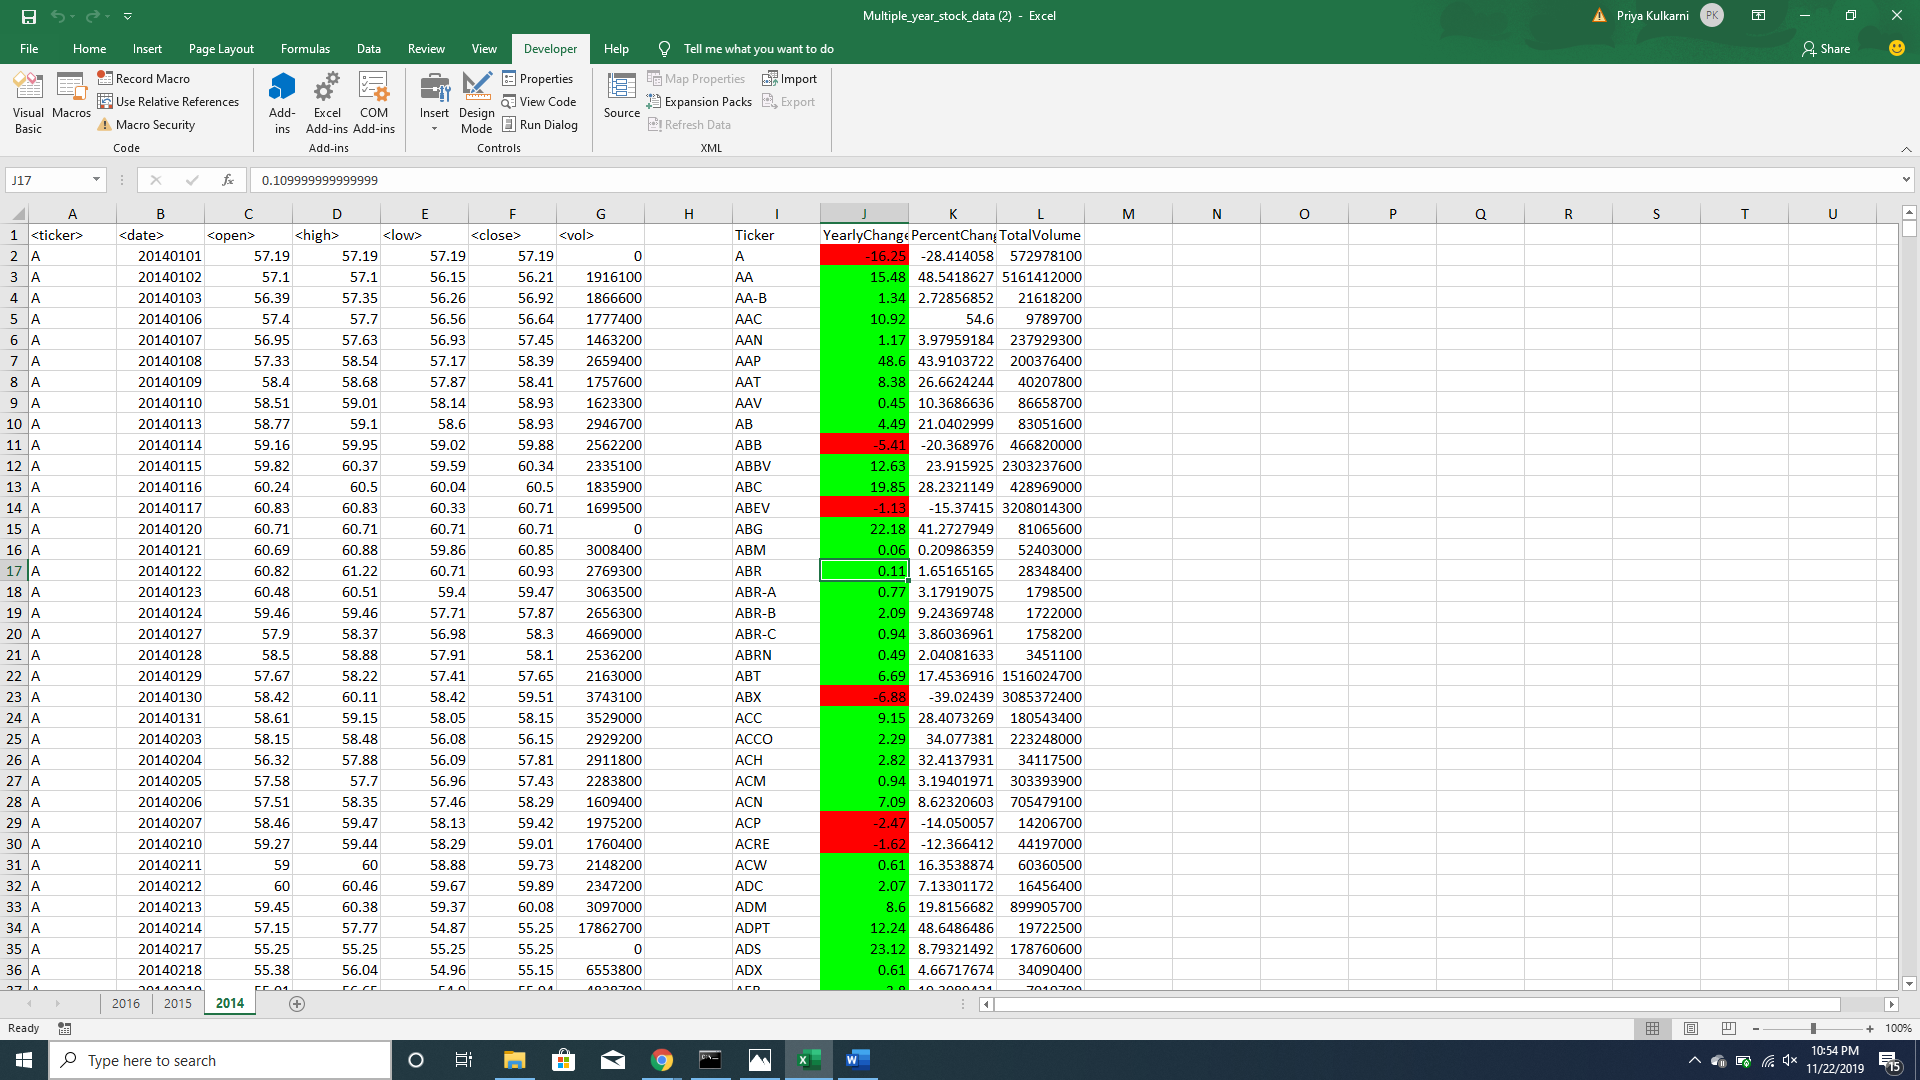 Multiple_year_stock_data (2) - Excel
Priya Kulkarni PK
File Home Insert Page Layout Formulas Data Review View Developer Help Tell me what you want to do Share
Visual Basic
Macros
Record Macro
Use Relative References
Macro Security
Code
Add-ins
Excel Add-ins
COM Add-ins
Add-ins
Insert
Design Mode
Properties
View Code
Run Dialog
Controls
Source
Map Properties
Expansion Packs
Refresh Data
Import
Export
XML
J17 fx 0.109999999999999
A B C D E F G H I J K L M N O P Q R S T U
1 <ticker> <date> <open> <high> <low> <close> <vol> Ticker YearlyChange PercentChang TotalVolume
2 A 20140101 57.19 57.19 57.19 57.19 0 A -16.25 -28.414058 572978100
3 A 20140102 57.1 57.1 56.15 56.21 1916100 AA 15.48 48.5418627 5161412000
4 A 20140103 56.39 57.35 56.26 56.92 1866600 AA-B 1.34 2.72856852 21618200
5 A 20140106 57.4 57.7 56.56 56.64 1777400 AAC 10.92 54.6 9789700
6 A 20140107 56.95 57.63 56.93 57.45 1463200 AAN 1.17 3.97959184 237929300
7 A 20140108 57.33 58.54 57.17 58.39 2659400 AAP 48.6 43.9103722 200376400
8 A 20140109 58.4 58.68 57.87 58.41 1757600 AAT 8.38 26.6624244 40207800
9 A 20140110 58.51 59.01 58.14 58.93 1623300 AAV 0.45 10.3686636 86658700
10 A 20140113 58.77 59.1 58.6 58.93 2946700 AB 4.49 21.0402999 83051600
11 A 20140114 59.16 59.95 59.02 59.88 2562200 ABB -5.41 -20.368976 466820000
12 A 20140115 59.82 60.37 59.59 60.34 2335100 ABBV 12.63 23.915925 2303237600
13 A 20140116 60.24 60.5 60.04 60.5 1835900 ABC 19.85 28.2321149 428969000
14 A 20140117 60.83 60.83 60.33 60.71 1699500 ABEV -1.13 -15.37415 3208014300
15 A 20140120 60.71 60.71 60.71 60.71 0 ABG 22.18 41.2727949 81065600
16 A 20140121 60.69 60.88 59.86 60.85 3008400 ABM 0.06 0.20986359 52403000
17 A 20140122 60.82 61.22 60.71 60.93 2769300 ABR 0.11 1.65165165 28348400
18 A 20140123 60.48 60.51 59.4 59.47 3063500 ABR-A 0.77 3.17919075 1798500
19 A 20140124 59.46 59.46 57.71 57.87 2656300 ABR-B 2.09 9.24369748 1722000
20 A 20140127 57.9 58.37 56.98 58.3 4669000 ABR-C 0.94 3.86036961 1758200
21 A 20140128 58.5 58.88 57.91 58.1 2536200 ABRN 0.49 2.04081633 3451100
22 A 20140129 57.67 58.22 57.41 57.65 2163000 ABT 6.69 17.4536916 1516024700
23 A 20140130 58.42 60.11 58.42 59.51 3743100 ABX -6.88 -39.02439 3085372400
24 A 20140131 58.61 59.15 58.05 58.15 3529000 ACC 9.15 28.4073269 180543400
25 A 20140203 58.15 58.48 56.08 56.15 2929200 ACCO 2.29 34.077381 223248000
26 A 20140204 56.32 57.88 56.09 57.81 2911800 ACH 2.82 32.4137931 34117500
27 A 20140205 57.58 57.7 56.96 57.43 2283800 ACM 0.94 3.19401971 303393900
28 A 20140206 57.51 58.35 57.46 58.29 1609400 ACN 7.09 8.62320603 705479100
29 A 20140207 58.46 59.47 58.13 59.42 1975200 ACP -2.47 -14.050057 14206700
30 A 20140210 59.27 59.44 58.29 59.01 1760400 ACRE -1.62 -12.366412 44197000
31 A 20140211 59 60 58.88 59.73 2148200 ACW 0.61 16.3538874 60360500
32 A 20140212 60 60.46 59.67 59.89 2347200 ADC 2.07 7.13301172 16456400
33 A 20140213 59.45 60.38 59.37 60.08 3097000 ADM 8.6 19.8156682 899905700
34 A 20140214 57.15 57.77 54.87 55.25 17862700 ADPT 12.24 48.6486486 19722500
35 A 20140217 55.25 55.25 55.25 55.25 0 ADS 23.12 8.79321492 178760600
36 A 20140218 55.38 56.04 54.96 55.15 6553800 ADX 0.61 4.66717674 34090400
2016 2015 2014
Ready 100%
Type here to search
10:54 PM
11/22/2019
15